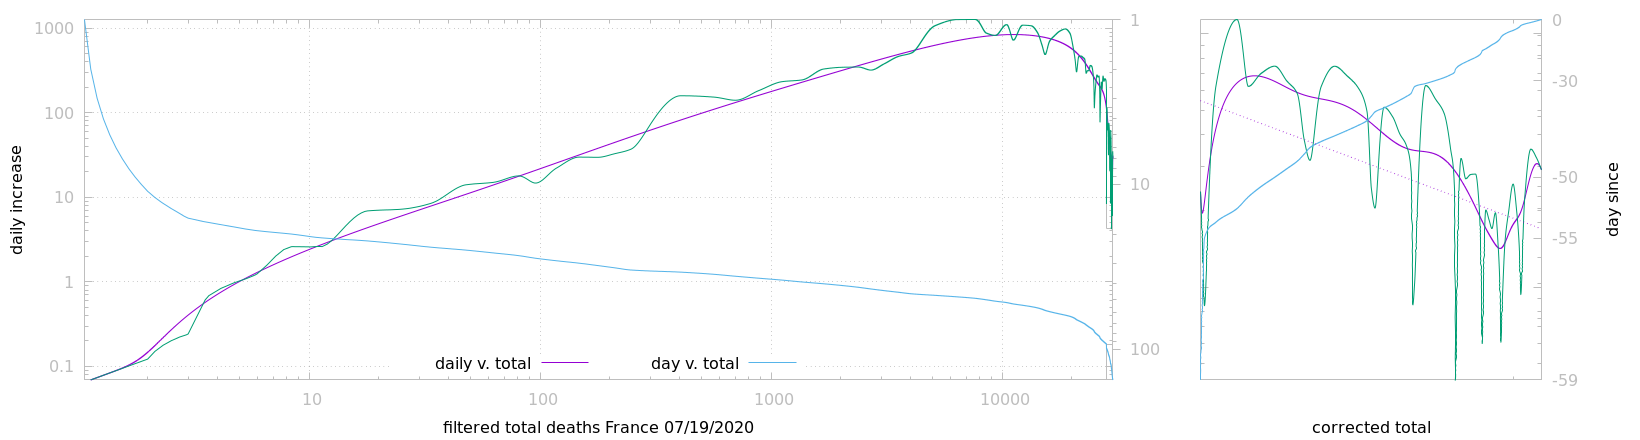 1000
100
10
1
0.1
daily increase
daily v. total
day v. total
1
10
100
10
100
1000
10000
filtered total deaths France 07/19/2020
0
-30
-50
-55
-59
day since
corrected total